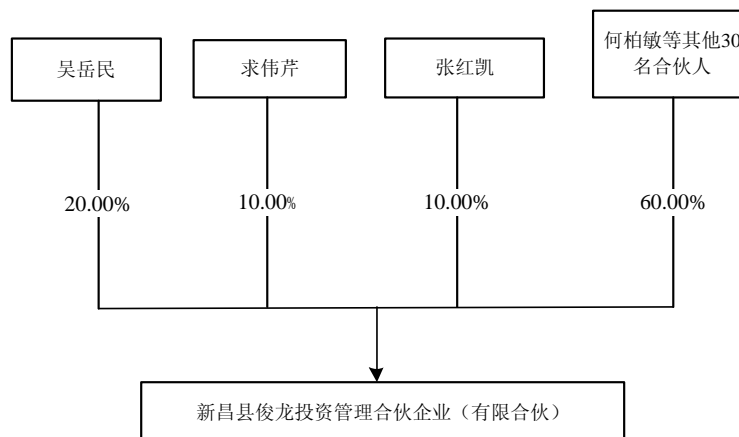 吴岳民
求伟芹
张红凯
何柏敏等其他30
名合伙人
20.00%
10.00%
10.00%
60.00%
新昌县俊龙投资管理合伙企业（有限合伙）